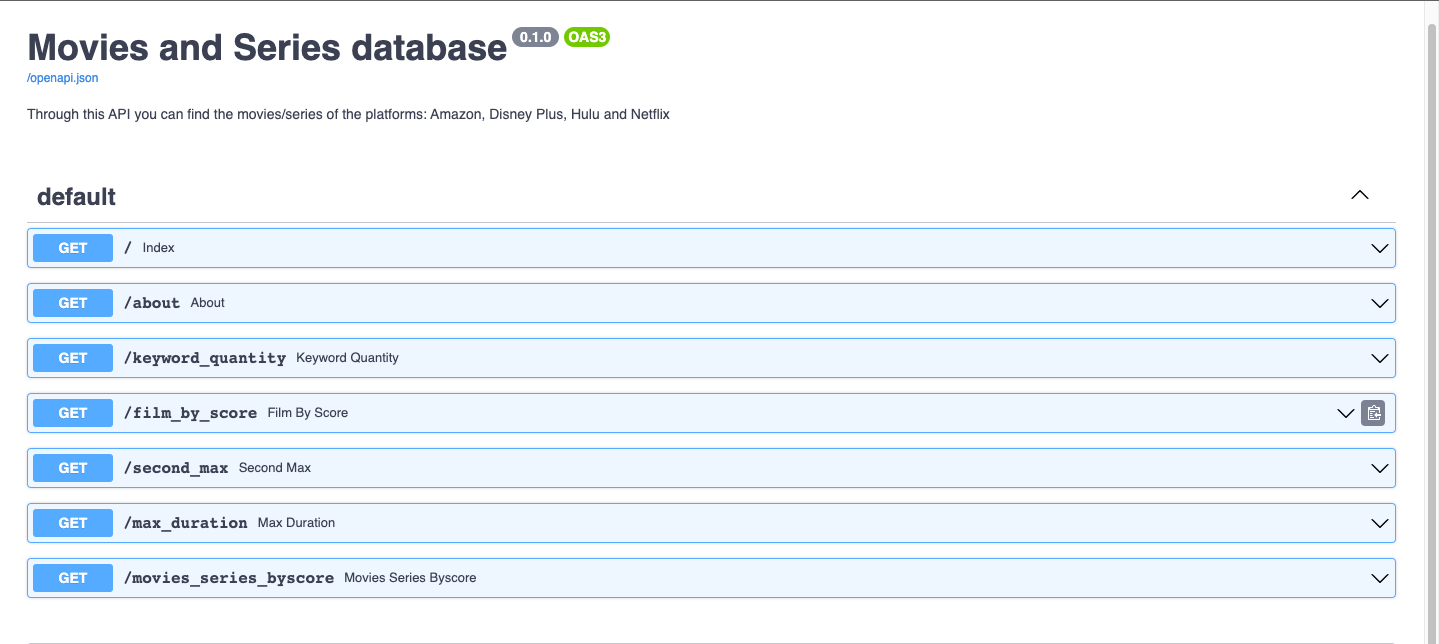 Movies and Series database 0.1.0 OAS3
/openapi.json
Through this API you can find the movies/series of the platforms: Amazon, Disney Plus, Hulu and Netflix
default
GET / Index
GET /about About
GET /keyword_quantity Keyword Quantity
GET /film_by_score Film By Score
GET /second_max Second Max
GET /max_duration Max Duration
GET /movies_series_byscore Movies Series Byscore